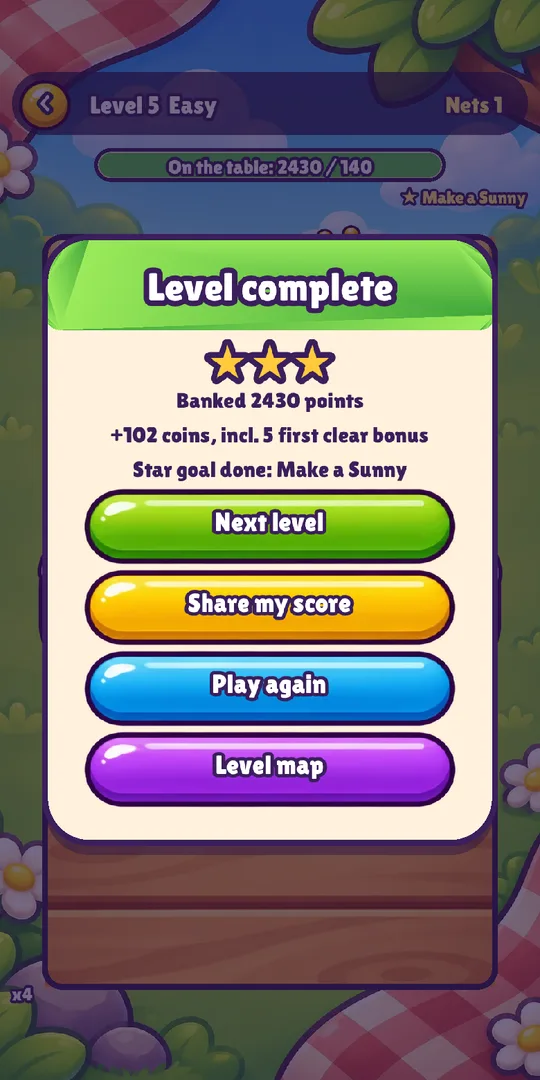 Level 5 Easy
Nets 1
On the table: 2430 / 140
★ Make a Sunny
Level complete
Banked 2430 points
+102 coins, incl. 5 first clear bonus
Star goal done: Make a Sunny
Next level
Share my score
Play again
Level map
x4